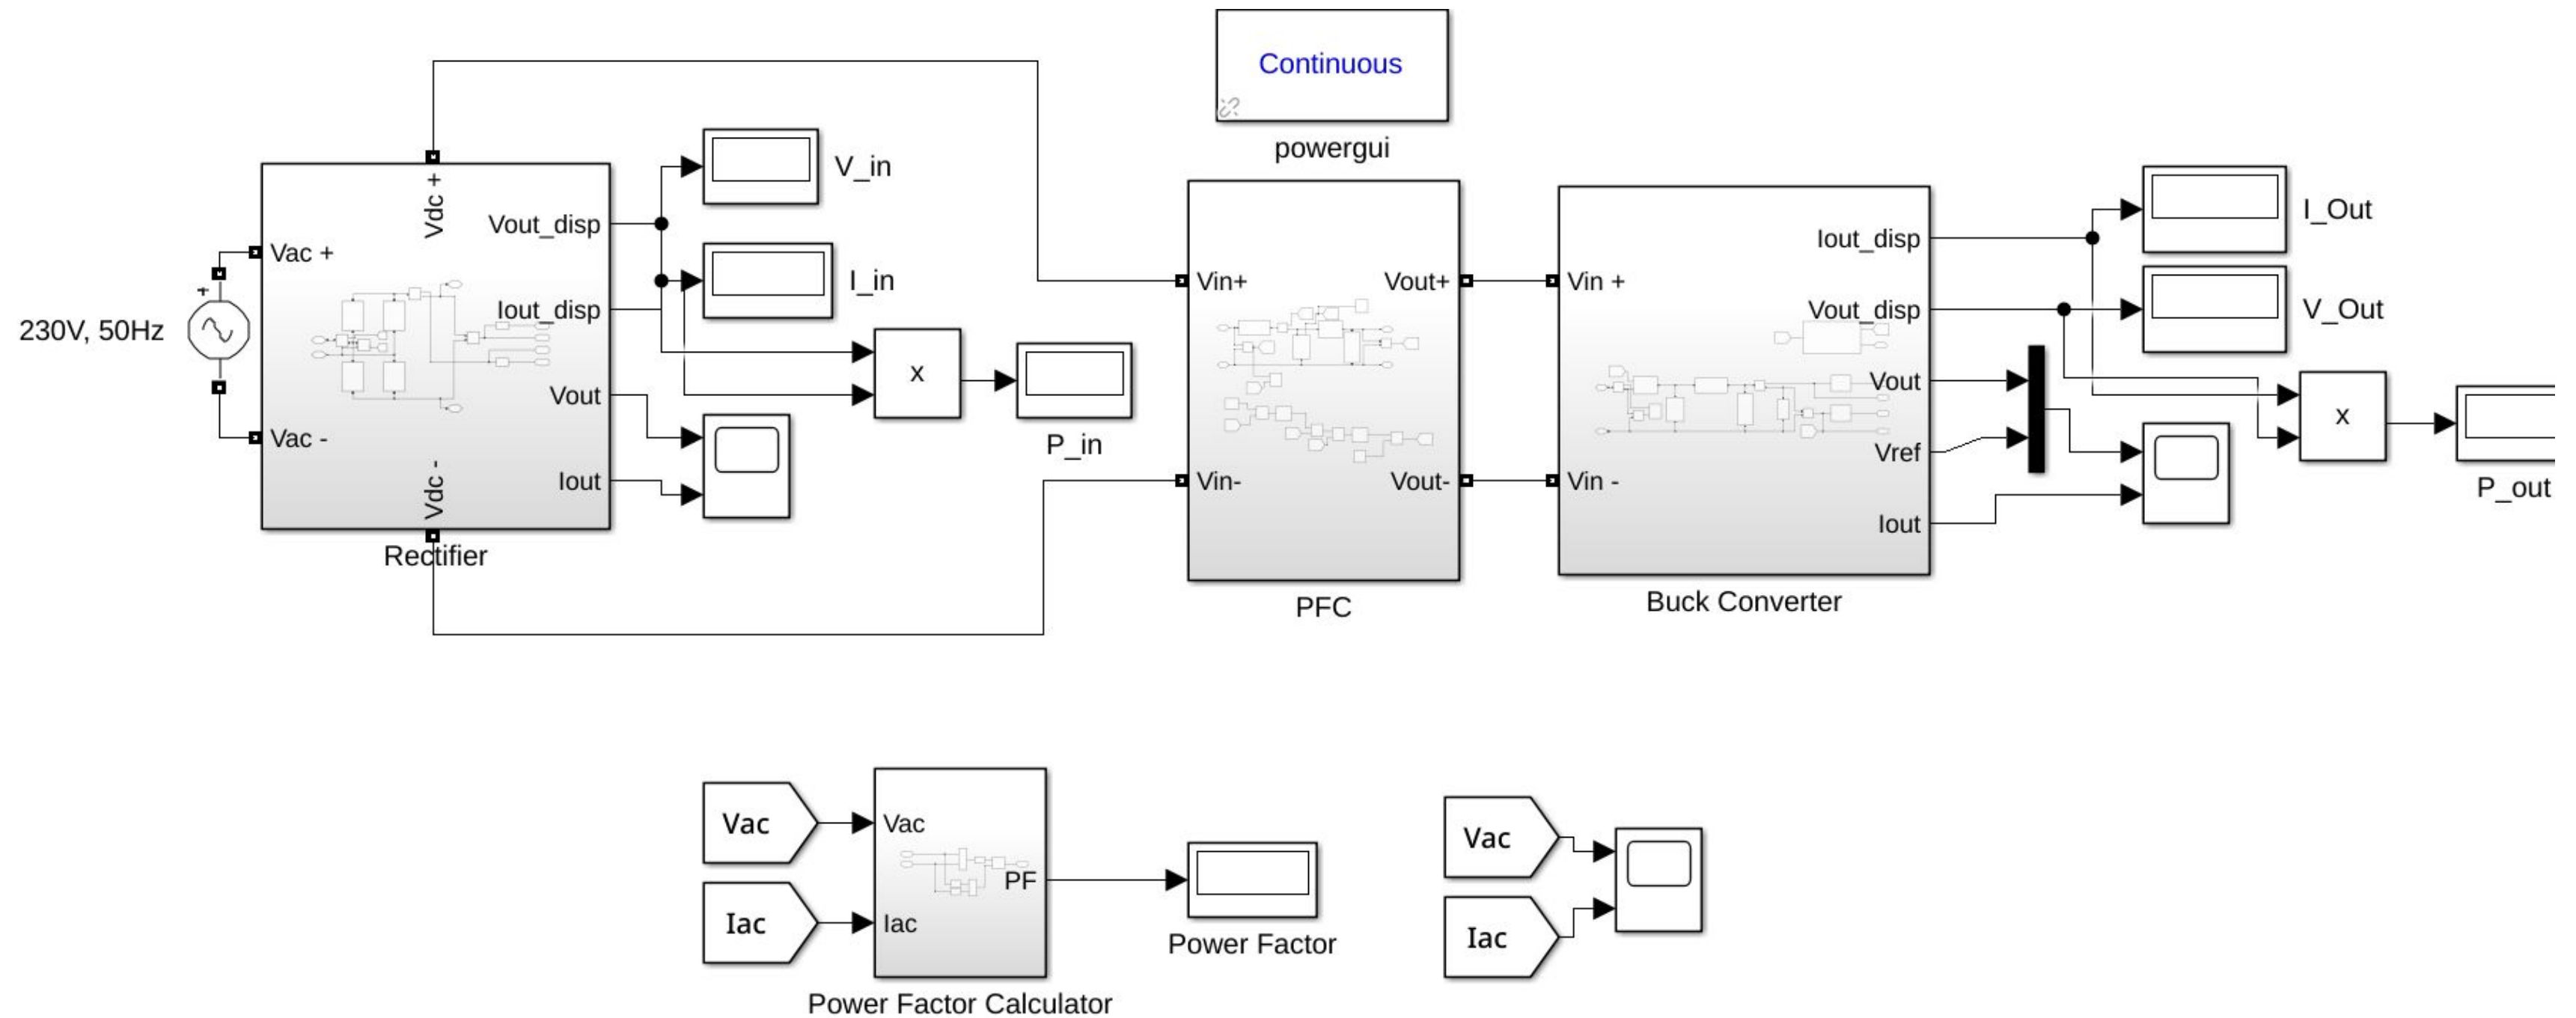 Continuous
powergui
230V, 50Hz
+
Vac +
Vac -
Vdc +
Vdc -
Vout_disp
Iout_disp
Vout
Iout
Rectifier
V_in
I_in
x
P_in
Vin+
Vin-
Vout+
Vout-
PFC
Vin +
Vin -
Iout_disp
Vout_disp
Vout
Vref
Iout
Buck Converter
I_Out
V_Out
x
P_out
Vac
Iac
Vac
Iac
PF
Power Factor Calculator
Power Factor
Vac
Iac